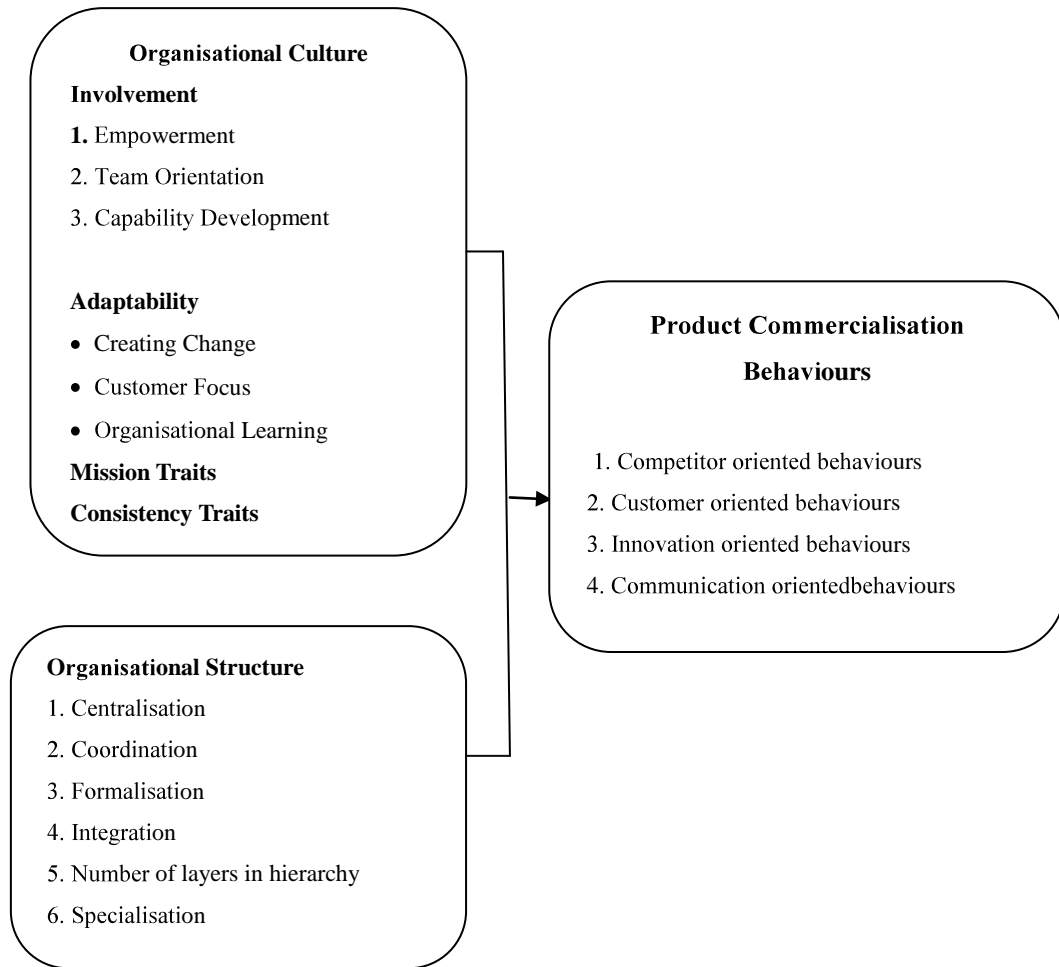 Organisational Culture
Involvement
1. Empowerment
2. Team Orientation
3. Capability Development
Adaptability
• Creating Change
• Customer Focus
• Organisational Learning
Mission Traits
Consistency Traits
Product Commercialisation
Behaviours
1. Competitor oriented behaviours
2. Customer oriented behaviours
3. Innovation oriented behaviours
4. Communication orientedbehaviours
Organisational Structure
1. Centralisation
2. Coordination
3. Formalisation
4. Integration
5. Number of layers in hierarchy
6. Specialisation